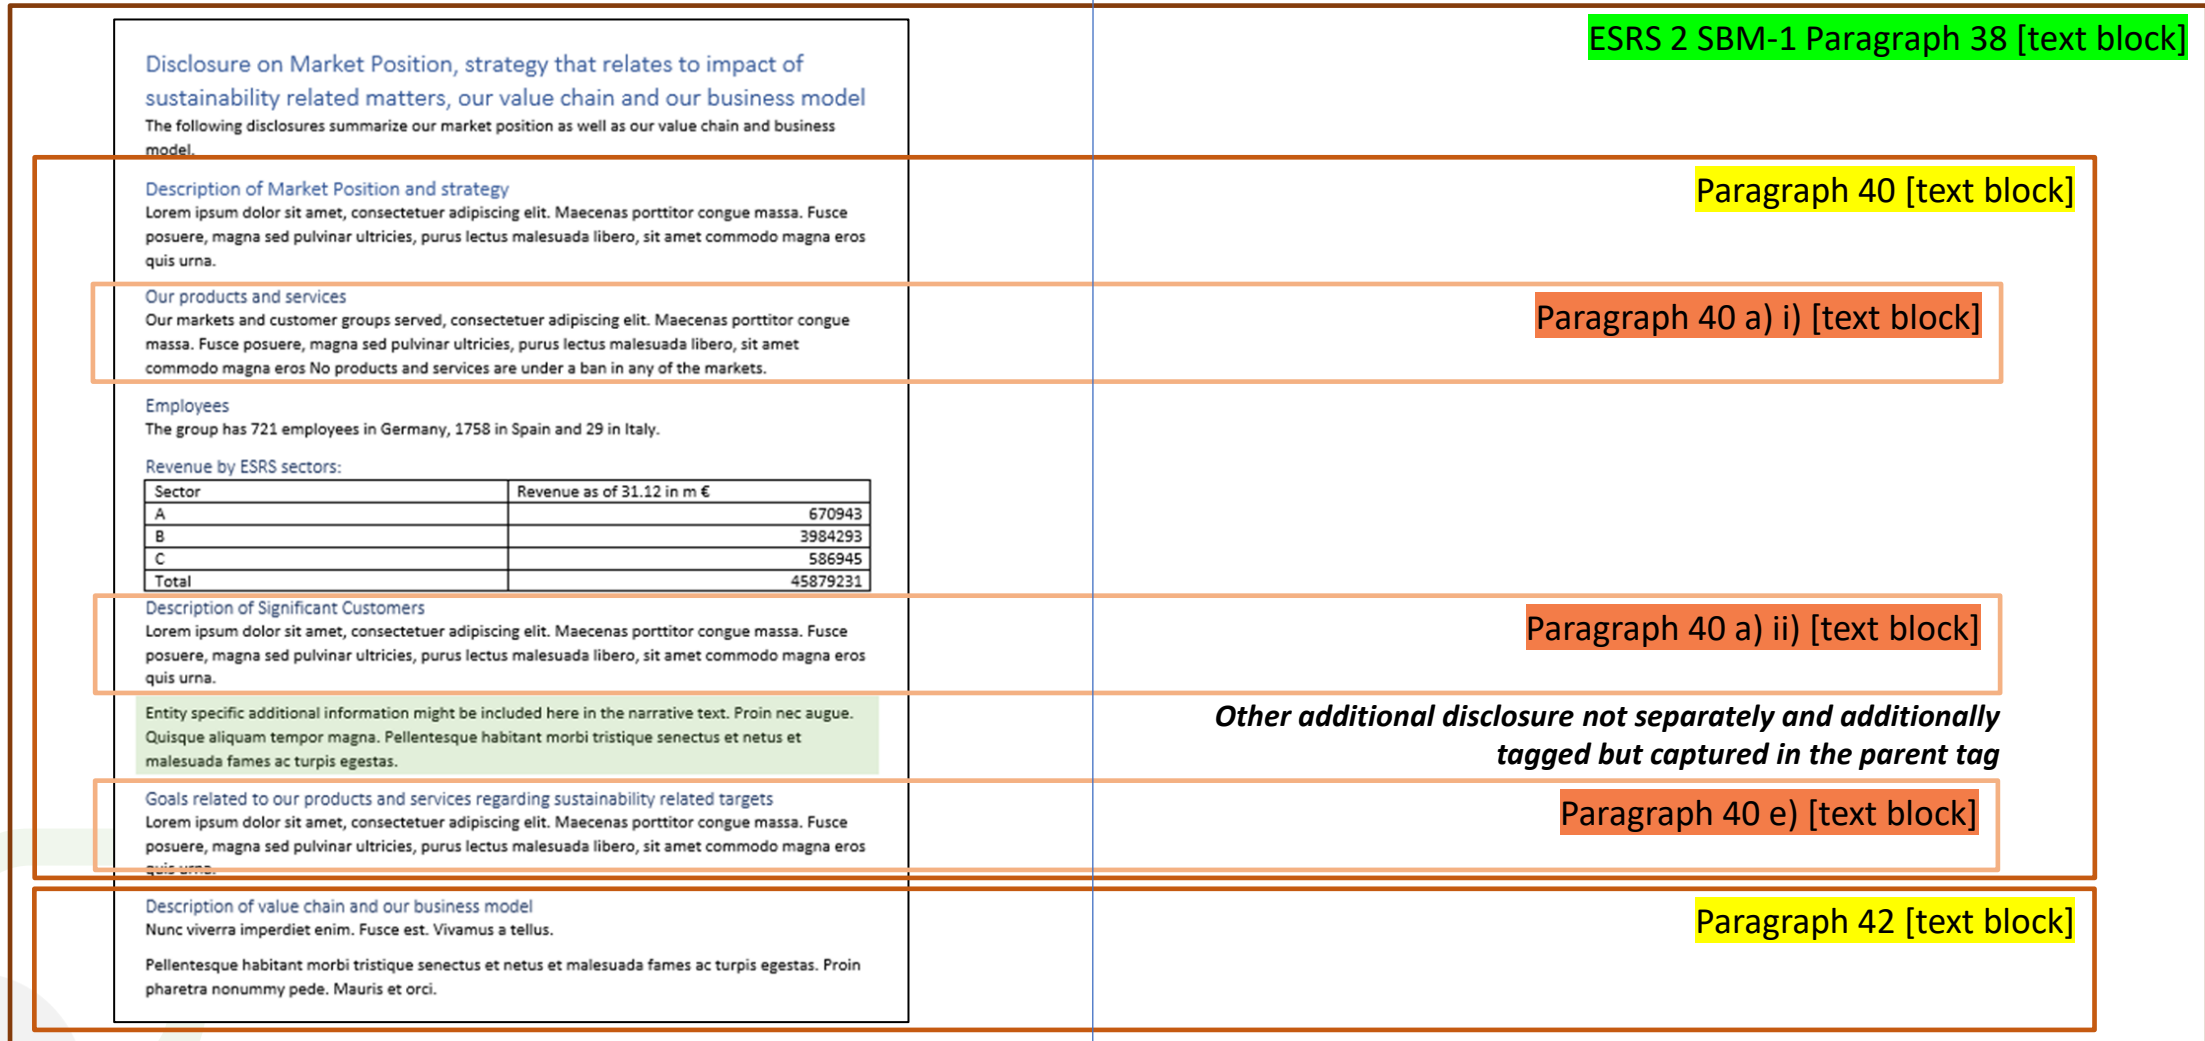 ESRS 2 SBM-1 Paragraph 38 [text block]
Disclosure on Market Position, strategy that relates to impact of
sustainability related matters, our value chain and our business model
The following disclosures summarize our market position as well as our value chain and business
model.
Paragraph 40 [text block]
Description of Market Position and strategy
Lorem ipsum dolor sit amet, consectetuer adipiscing elit. Maecenas porttitor congue massa. Fusce
posuere, magna sed pulvinar ultricies, purus lectus malesuada libero, sit amet commodo magna eros
quis urna.
Our products and services
Paragraph 40 a) i) [text block]
Our markets and customer groups served, consectetuer adipiscing elit. Maecenas porttitor congue
massa. Fusce posuere, magna sed pulvinar ultricies, purus lectus malesuada libero, sit amet
commodo magna eros No products and services are under a ban in any of the markets.
Employees
The group has 721 employees in Germany, 1758 in Spain and 29 in Italy.
Revenue by ESRS sectors:
Sector Revenue as of 31.12 in m €
A 670943
B 3984293
C 586945
Total 45879231
Description of Significant Customers
Paragraph 40 a) ii) [text block]
Lorem ipsum dolor sit amet, consectetuer adipiscing elit. Maecenas porttitor congue massa. Fusce
posuere, magna sed pulvinar ultricies, purus lectus malesuada libero, sit amet commodo magna eros
quis urna.
Entity specific additional information might be included here in the narrative text. Proin nec augue.
Quisque aliquam tempor magna. Pellentesque habitant morbi tristique senectus et netus et
malesuada fames ac turpis egestas.
Other additional disclosure not separately and additionally
tagged but captured in the parent tag
Goals related to our products and services regarding sustainability related targets
Paragraph 40 e) [text block]
Lorem ipsum dolor sit amet, consectetuer adipiscing elit. Maecenas porttitor congue massa. Fusce
posuere, magna sed pulvinar ultricies, purus lectus malesuada libero, sit amet commodo magna eros
quis urna.
Description of value chain and our business model
Paragraph 42 [text block]
Nunc viverra imperdiet enim. Fusce est. Vivamus a tellus.
Pellentesque habitant morbi tristique senectus et netus et malesuada fames ac turpis egestas. Proin
pharetra nonummy pede. Mauris et orci.